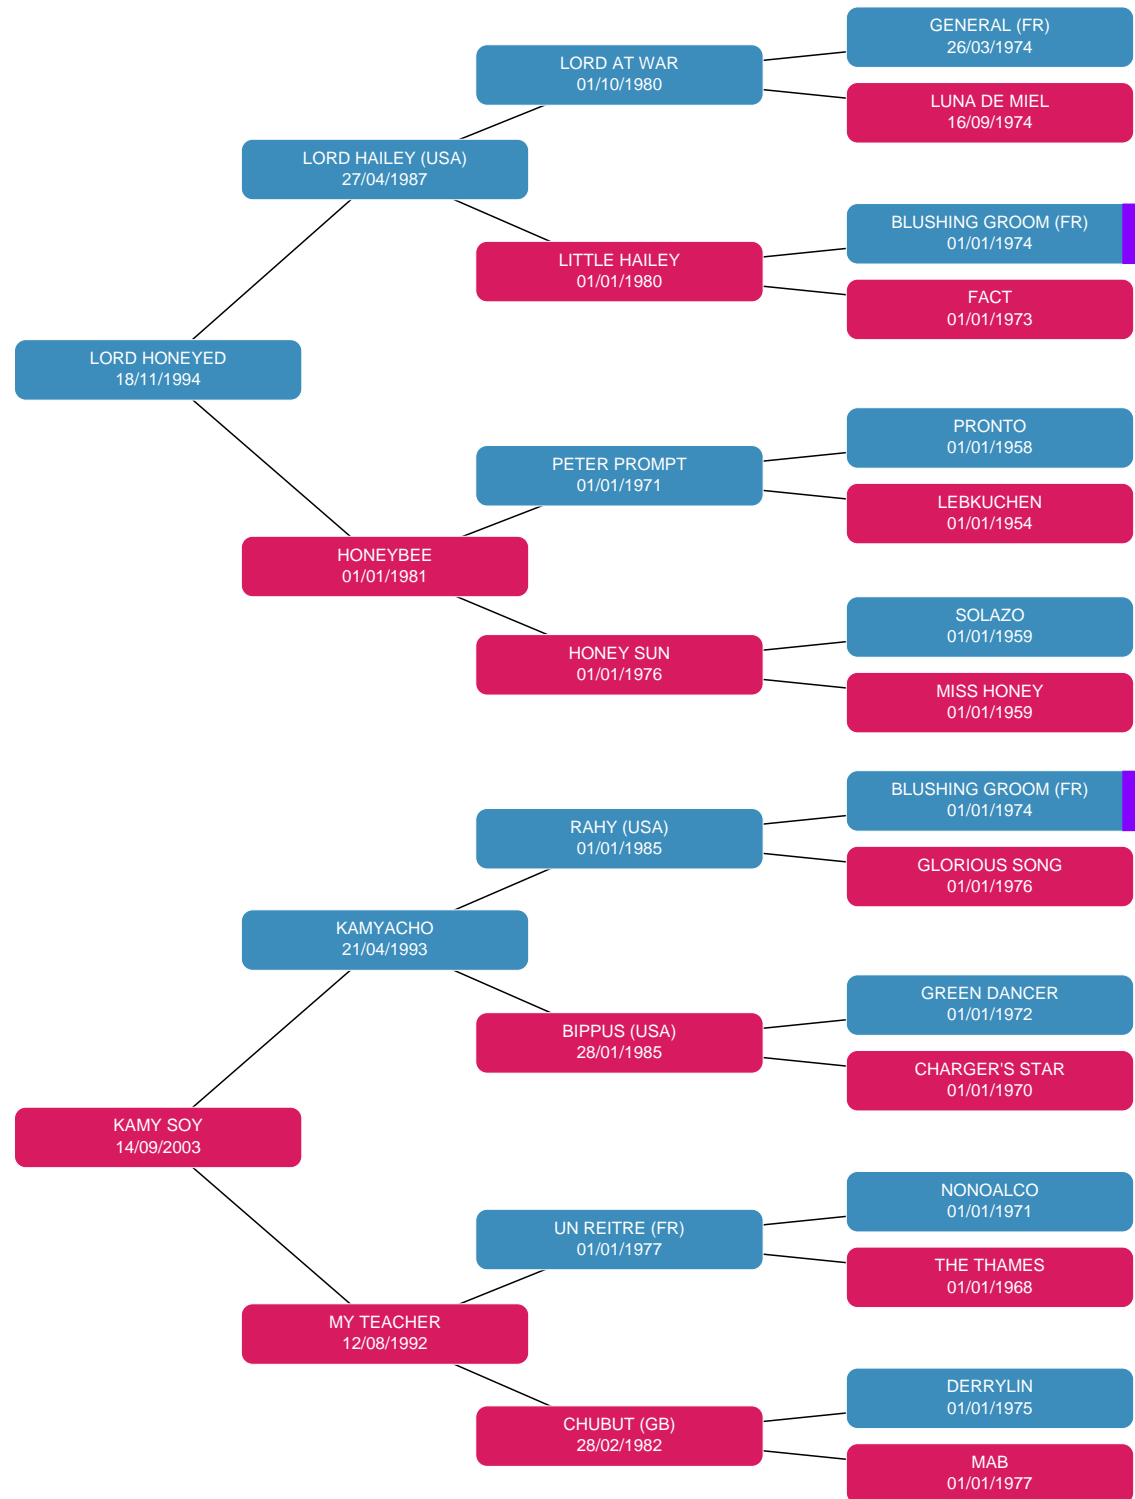 GENERAL (FR)
26/03/1974
LORD AT WAR
01/10/1980
LUNA DE MIEL
16/09/1974
LORD HAILEY (USA)
27/04/1987
BLUSHING GROOM (FR)
01/01/1974
LITTLE HAILEY
01/01/1980
FACT
01/01/1973
LORD HONEYED
18/11/1994
PRONTO
01/01/1958
PETER PROMPT
01/01/1971
LEBKUCHEN
01/01/1954
HONEYBEE
01/01/1981
SOLAZO
01/01/1959
HONEY SUN
01/01/1976
MISS HONEY
01/01/1959
BLUSHING GROOM (FR)
01/01/1974
RAHY (USA)
01/01/1985
GLORIOUS SONG
01/01/1976
KAMYACHO
21/04/1993
GREEN DANCER
01/01/1972
BIPPUS (USA)
28/01/1985
CHARGER'S STAR
01/01/1970
KAMY SOY
14/09/2003
NONOALCO
01/01/1971
UN REITRE (FR)
01/01/1977
THE THAMES
01/01/1968
MY TEACHER
12/08/1992
DERRYLIN
01/01/1975
CHUBUT (GB)
28/02/1982
MAB
01/01/1977